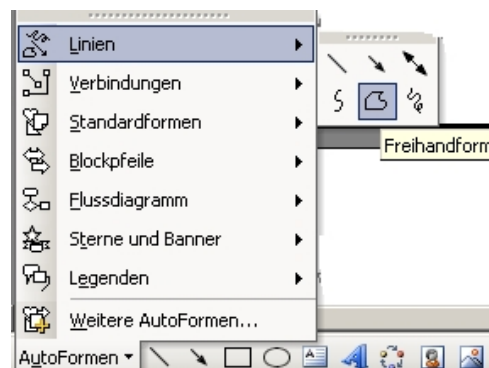 Linien
Verbindungen
Standardformen
Blockpfeile
Flussdiagramm
Sterne und Banner
Legenden
Weitere AutoFormen...
AutoFormen
Freihandform